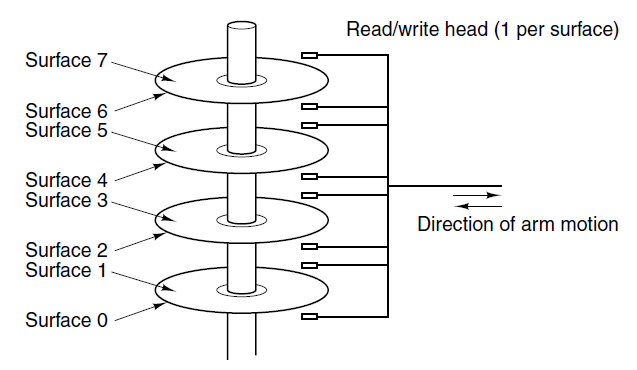 Read/write head (1 per surface)
Surface 7
Surface 6
Surface 5
Surface 4
Surface 3
Direction of arm motion
Surface 2
Surface 1
Surface 0